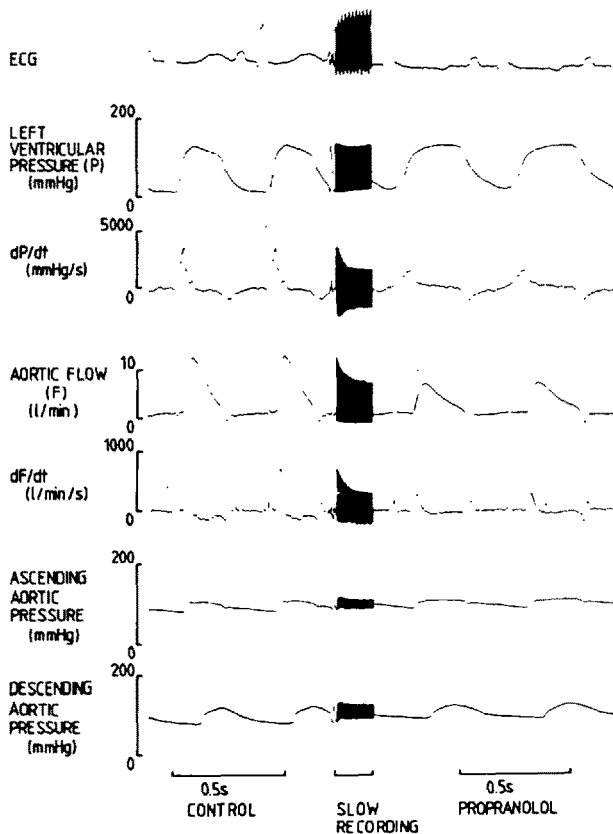 ECG
200
LEFT
VENTRICULAR
PRESSURE (P)
(mmHg)
0
5000
dP/dt
(mmHg/s)
0
10
AORTIC FLOW
(F)
(l/min)
0
1000
dF/dt
(l/min/s)
0
200
ASCENDING
AORTIC
PRESSURE
(mmHg)
0
200
DESCENDING
AORTIC
PRESSURE
(mmHg)
0
0.5s
CONTROL
SLOW
RECORDING
0.5s
PROPRANOLOL